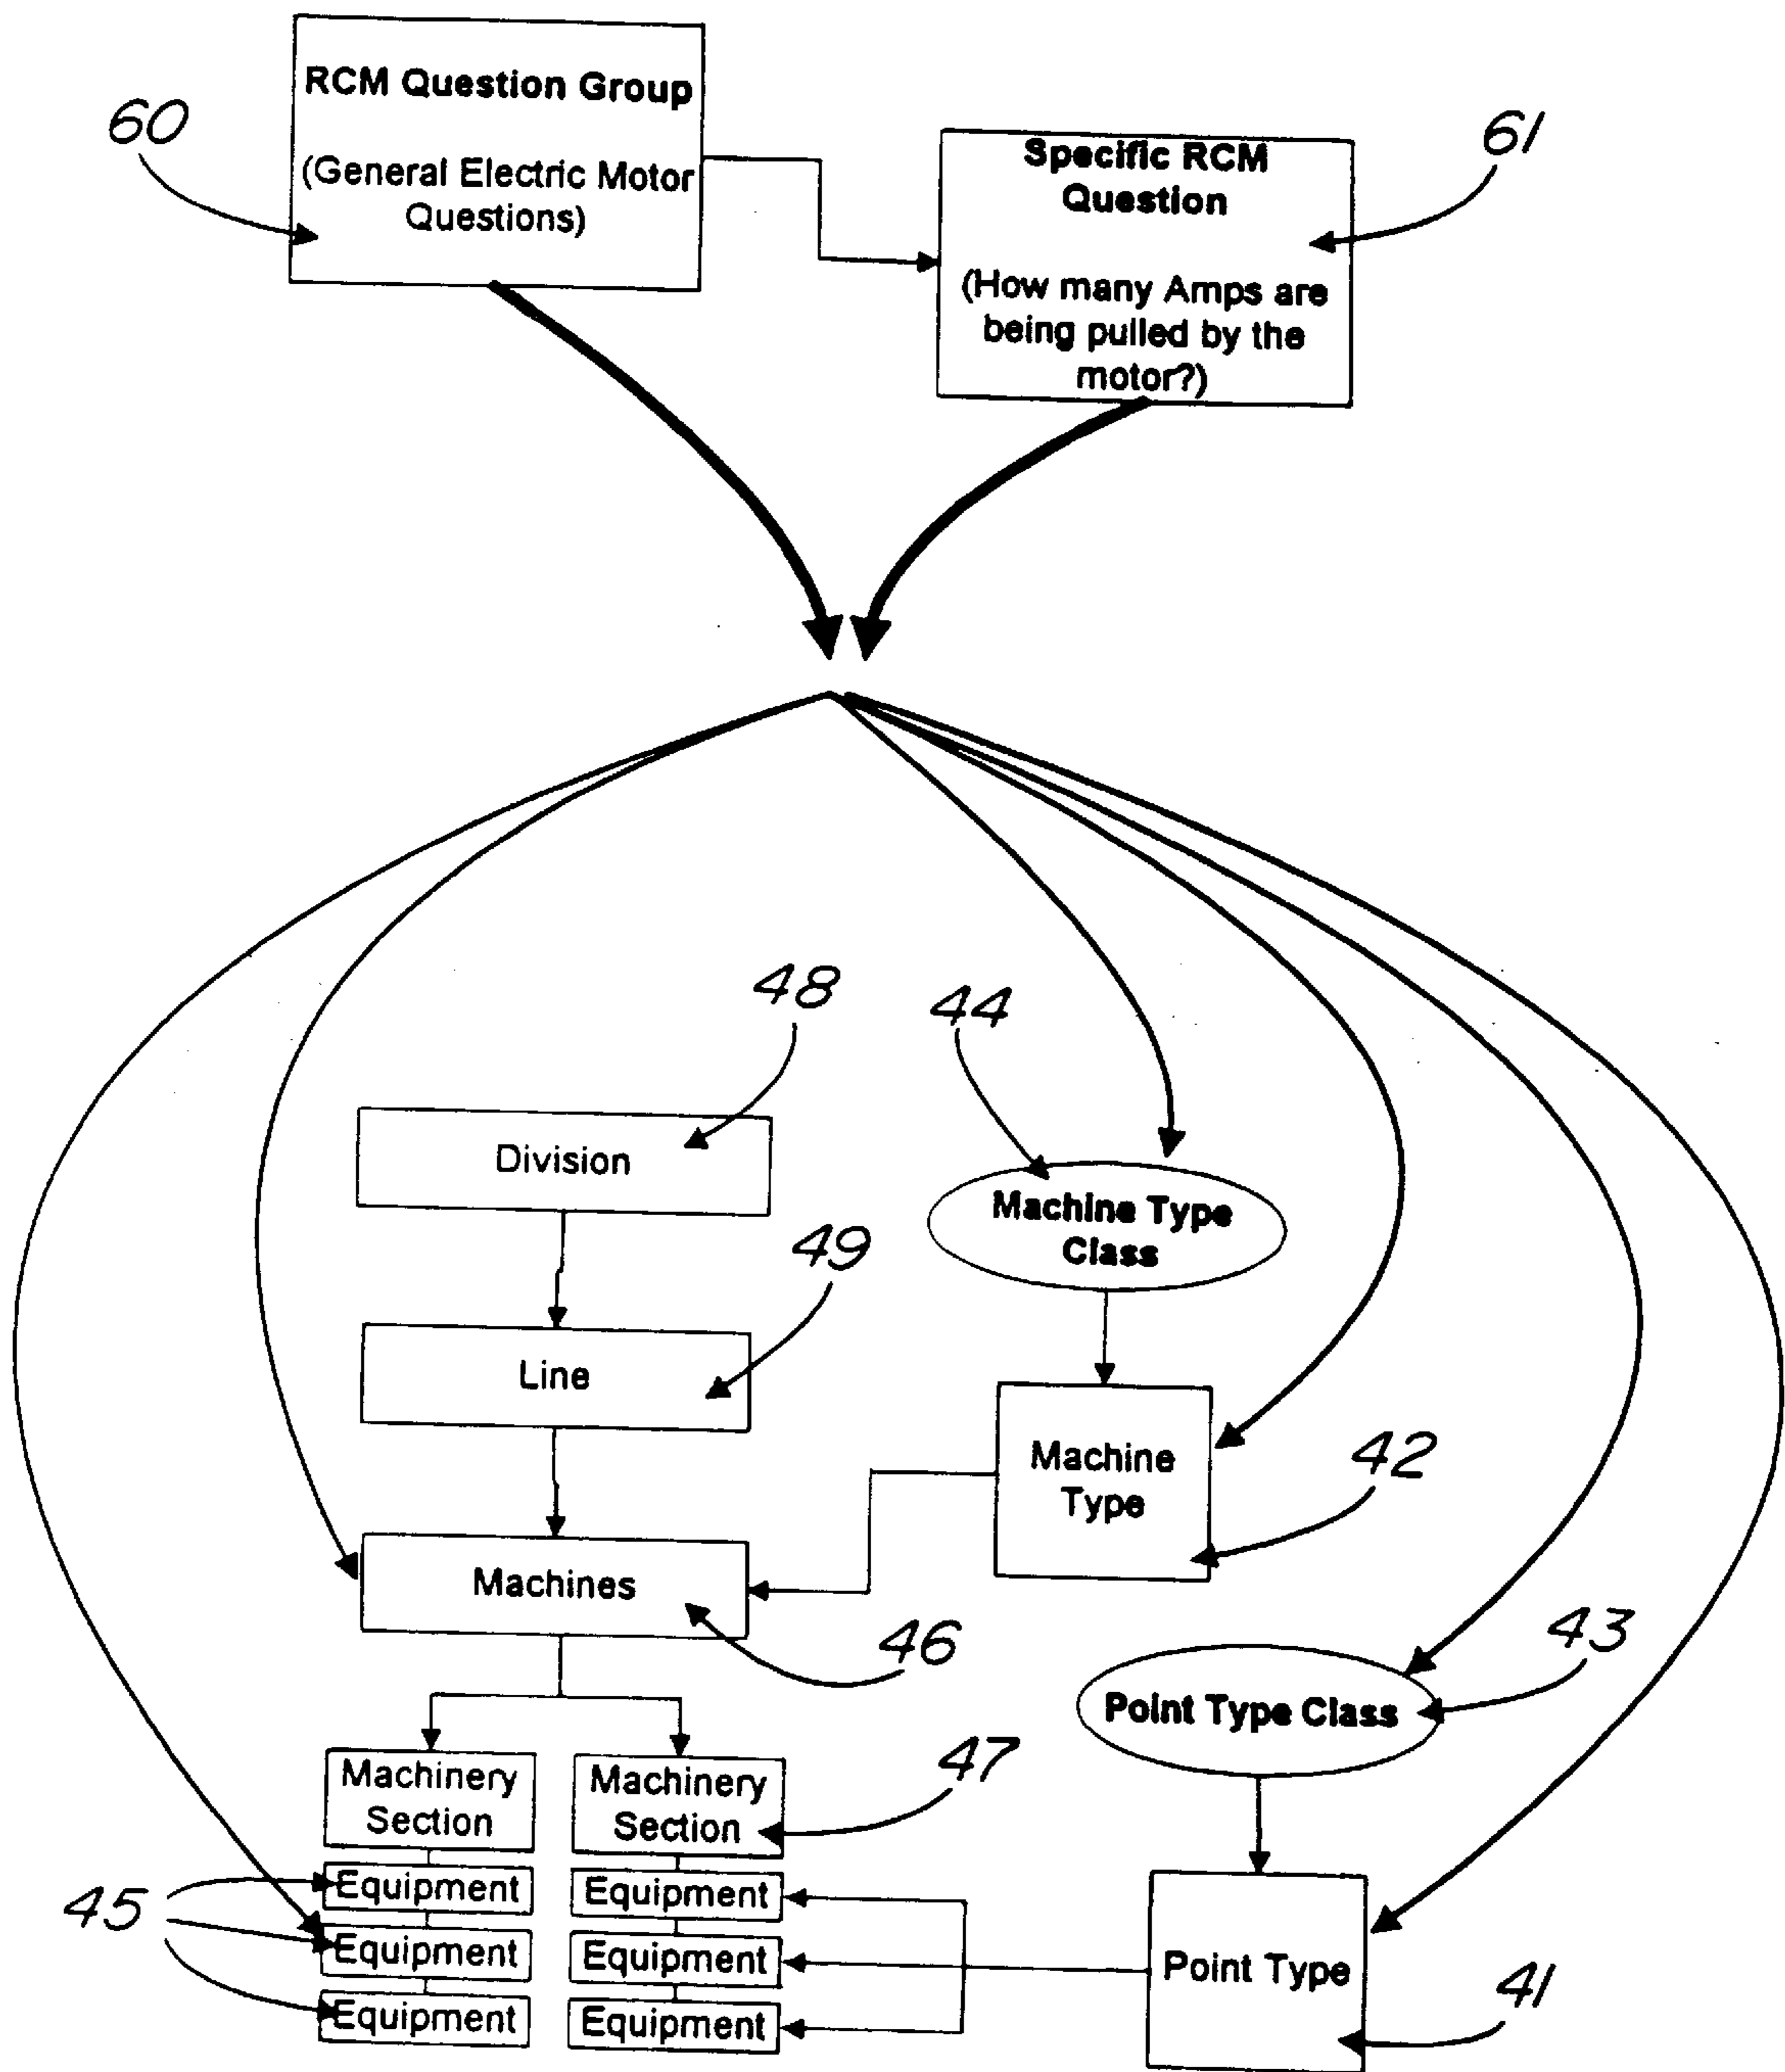 RCM Question Group
(General Electric Motor
Questions)
60
Specific RCM
Question
(How many Amps are
being pulled by the
motor?)
61
48
44
Division
Machine Type
Class
49
Line
Machine
Type
42
Machines
46
43
Point Type Class
Machinery
Section
Machinery
Section
47
45
Equipment
Equipment
Equipment
Equipment
Equipment
Equipment
Point Type
41